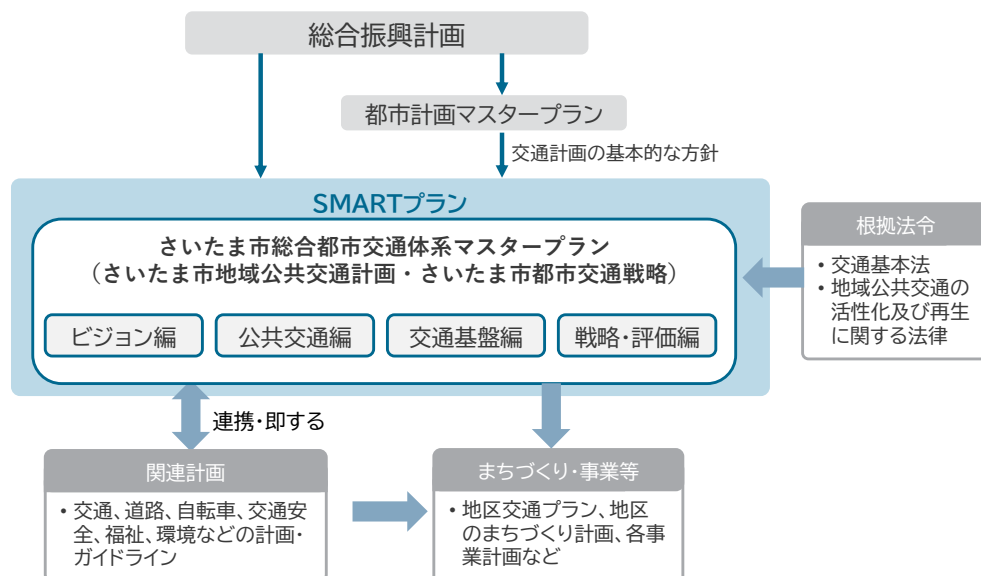 総合振興計画
都市計画マスタープラン
交通計画の基本的な方針
SMARTプラン
さいたま市総合都市交通体系マスタープラン
（さいたま市地域公共交通計画・さいたま市都市交通戦略）
ビジョン編
公共交通編
交通基盤編
戦略・評価編
根拠法令
・交通基本法
・地域公共交通の
活性化及び再生
に関する法律
連携・即する
関連計画
・交通、道路、自転車、交通安
全、福祉、環境などの計画・
ガイドライン
まちづくり・事業等
・地区交通プラン、地区
のまちづくり計画、各事
業計画など